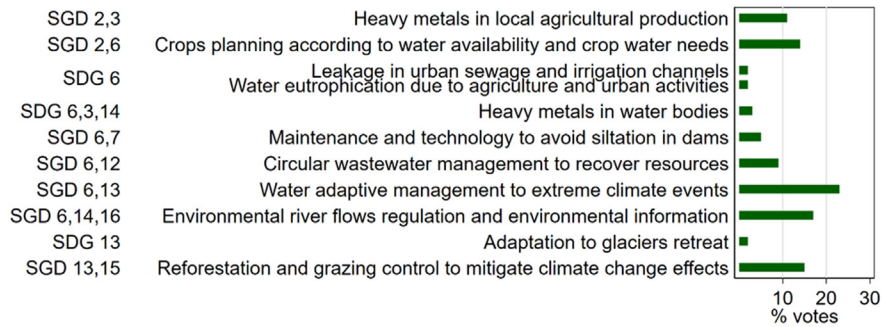 SGD 2,3 Heavy metals in local agricultural production
SGD 2,6 Crops planning according to water availability and crop water needs
SDG 6 Leakage in urban sewage and irrigation channels
Water eutrophication due to agriculture and urban activities
SDG 6,3,14 Heavy metals in water bodies
SGD 6,7 Maintenance and technology to avoid siltation in dams
SGD 6,12 Circular wastewater management to recover resources
SGD 6,13 Water adaptive management to extreme climate events
SGD 6,14,16 Environmental river flows regulation and environmental information
SDG 13 Adaptation to glaciers retreat
SGD 13,15 Reforestation and grazing control to mitigate climate change effects
10 20 30
% votes